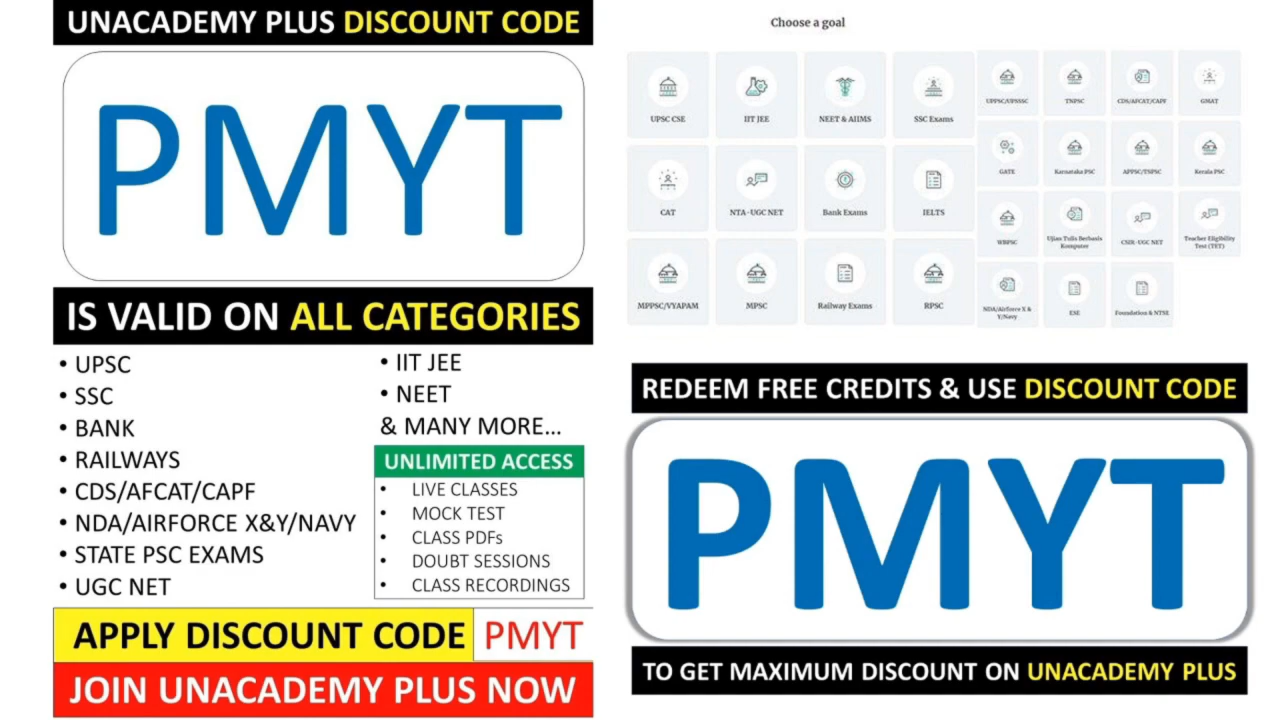 UNACADEMY PLUS DISCOUNT CODE
PMYT
IS VALID ON ALL CATEGORIES
• UPSC
• SSC
• BANK
• RAILWAYS
• CDS/AFCAT/CAPF
• NDA/AIRFORCE X&Y/NAVY
• STATE PSC EXAMS
• UGC NET
• IIT JEE
• NEET
& MANY MORE...
UNLIMITED ACCESS
• LIVE CLASSES
• MOCK TEST
• CLASS PDFs
• DOUBT SESSIONS
• CLASS RECORDINGS
APPLY DISCOUNT CODE PMYT
JOIN UNACADEMY PLUS NOW
Choose a goal
UPSC CSE
IIT JEE
NEET & AIIMS
SSC Exams
CAT
NTA-UGC NET
Bank Exams
IELTS
MPPSC/VYAPAM
MPSC
Railway Exams
RPSC
UPPSC/UPSSSC
TNPSC
CDS/AFCAT/CAPF
GMAT
GATE
Karnataka PSC
APPSC/TSPSC
Kerala PSC
WBPSC
Ujian Tulis Berbasis
Komputer
CSIR-UGC NET
Teacher Eligibility
Test (TET)
NDA/Airforce X &
Y/Navy
ESE
Foundation & NTSE
REDEEM FREE CREDITS & USE DISCOUNT CODE
PMYT
TO GET MAXIMUM DISCOUNT ON UNACADEMY PLUS